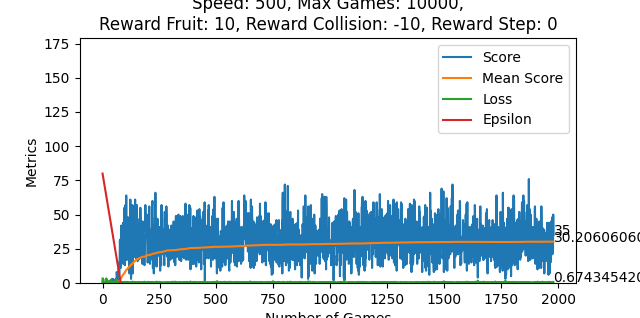 Speed: 500, Max Games: 10000,
Reward Fruit: 10, Reward Collision: -10, Reward Step: 0
175
150
125
100
75
50
25
0
Metrics
Score
Mean Score
Loss
Epsilon
35
30.20606060
0.674345420
0
250
500
750
1000
1250
1500
1750
2000
Number of Games